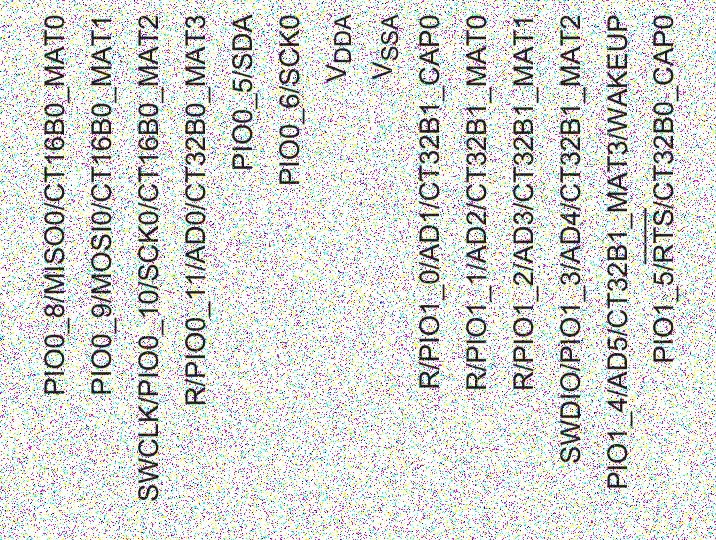 PIO0_8/MISO0/CT16B0_MAT0
PIO0_9/MOSI0/CT16B0_MAT1
SWCLK/PIO0_10/SCK0/CT16B0_MAT2
R/PIO0_11/AD0/CT32B0_MAT3
PIO0_5/SDA
PIO0_6/SCK0
VDDA
VSSA
R/PIO1_0/AD1/CT32B1_CAP0
R/PIO1_1/AD2/CT32B1_MAT0
R/PIO1_2/AD3/CT32B1_MAT1
SWDIO/PIO1_3/AD4/CT32B1_MAT2
PIO1_4/AD5/CT32B1_MAT3/WAKEUP
PIO1_5/RTS/CT32B0_CAP0